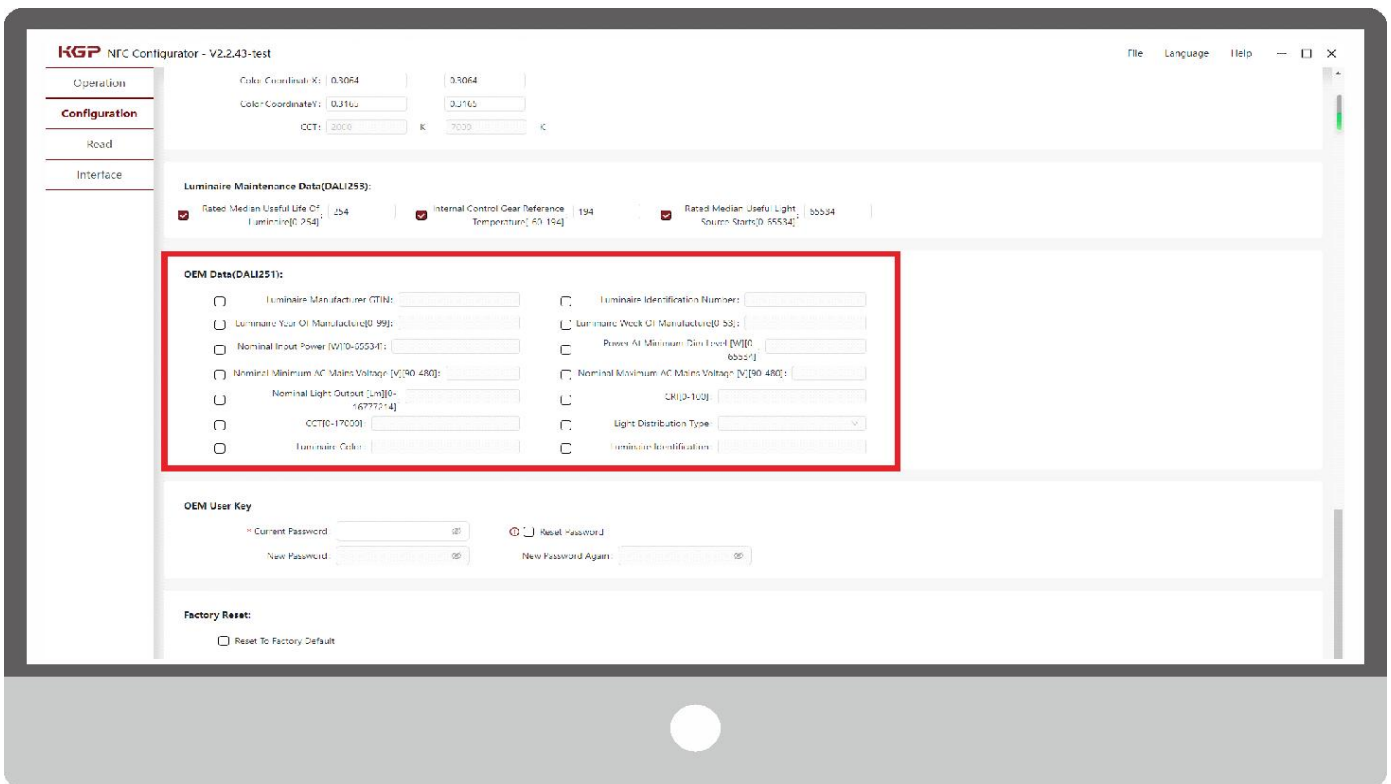 KGP NFC Configurator - V2.2.43-test File Language Help
Operation
Configuration
Read
Interface
Color CoordinateX: 0.3064 0.3064
Color CoordinateY: 0.3165 0.3165
CCT: 2000 K 7000 K
Luminaire Maintenance Data(DALI253):
Rated Median Useful Life Of Luminaire[0-254]: 254
Internal Control Gear Reference Temperature[-60-194] 194
Rated Median Useful Light Source Starts[0-65534]: 65534
OEM Data(DALI251):
Luminaire Manufacturer GTIN: Luminaire Identification Number:
Luminaire Year Of Manufacture[0-99]: Luminaire Week Of Manufacture[0-53]:
Nominal Input Power [W][0-65534]: Power At Minimum Dim Level [W][0-65534]
Nominal Minimum AC Mains Voltage [V][90-480]: Nominal Maximum AC Mains Voltage [V][90-480]:
Nominal Light Output [Lm][0-16777214] CRI[0-100]
CCT[0-17000]: Light Distribution Type:
Luminaire Color: Luminaire Identification:
OEM User Key
* Current Password Reset Password
New Password: New Password Again:
Factory Reset:
Reset To Factory Default